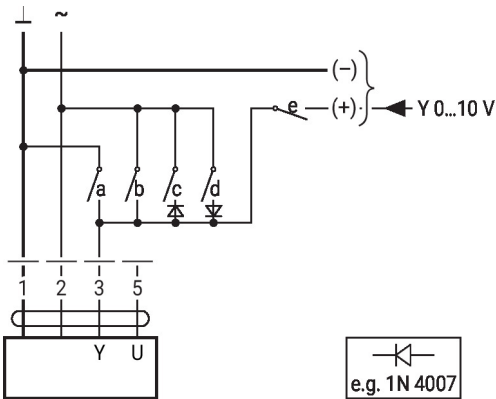 ⊥ ~
(–)
e (+) Y 0...10 V
a b c d
1 2 3 5
Y U
e.g. 1N 4007